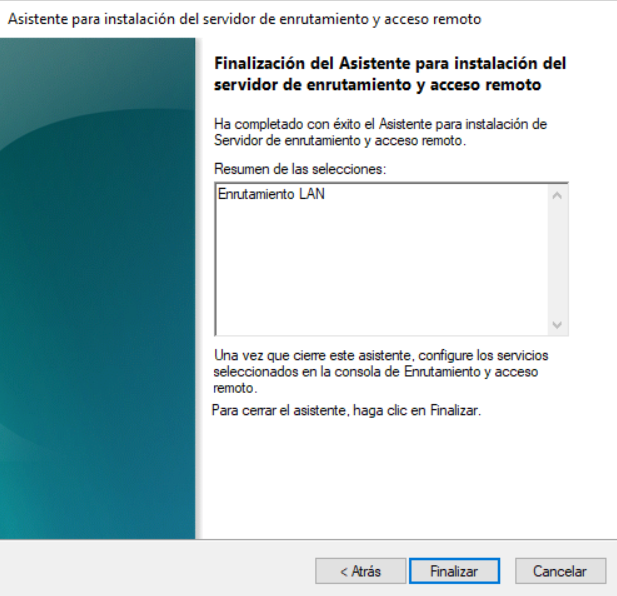 Asistente para instalación del servidor de enrutamiento y acceso remoto
Finalización del Asistente para instalación del
servidor de enrutamiento y acceso remoto
Ha completado con éxito el Asistente para instalación de
Servidor de enrutamiento y acceso remoto.
Resumen de las selecciones:
Enrutamiento LAN
Una vez que cierre este asistente, configure los servicios
seleccionados en la consola de Enrutamiento y acceso
remoto.
Para cerrar el asistente, haga clic en Finalizar.
< Atrás
Finalizar
Cancelar